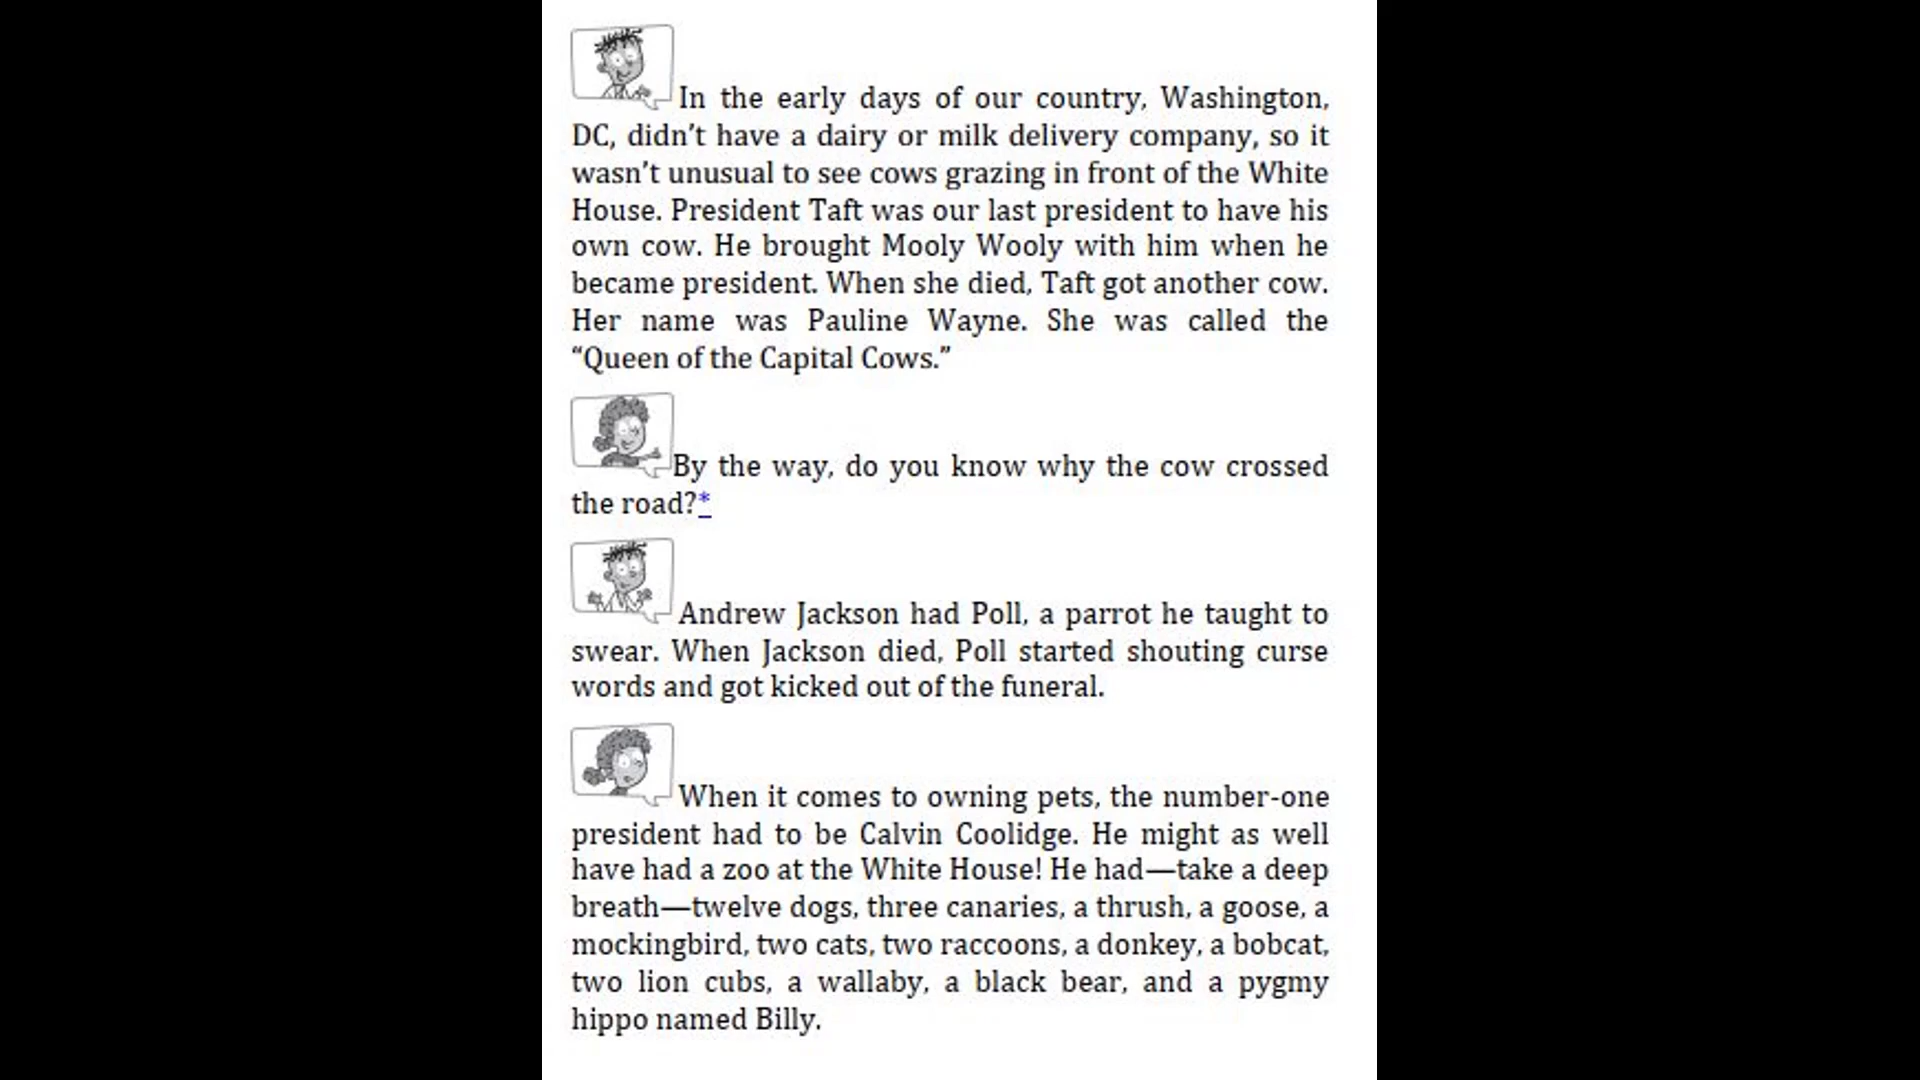 In the early days of our country, Washington,
DC, didn’t have a dairy or milk delivery company, so it
wasn’t unusual to see cows grazing in front of the White
House. President Taft was our last president to have his
own cow. He brought Mooly Wooly with him when he
became president. When she died, Taft got another cow.
Her name was Pauline Wayne. She was called the
“Queen of the Capital Cows.”
By the way, do you know why the cow crossed
the road?*
Andrew Jackson had Poll, a parrot he taught to
swear. When Jackson died, Poll started shouting curse
words and got kicked out of the funeral.
When it comes to owning pets, the number-one
president had to be Calvin Coolidge. He might as well
have had a zoo at the White House! He had—take a deep
breath—twelve dogs, three canaries, a thrush, a goose, a
mockingbird, two cats, two raccoons, a donkey, a bobcat,
two lion cubs, a wallaby, a black bear, and a pygmy
hippo named Billy.